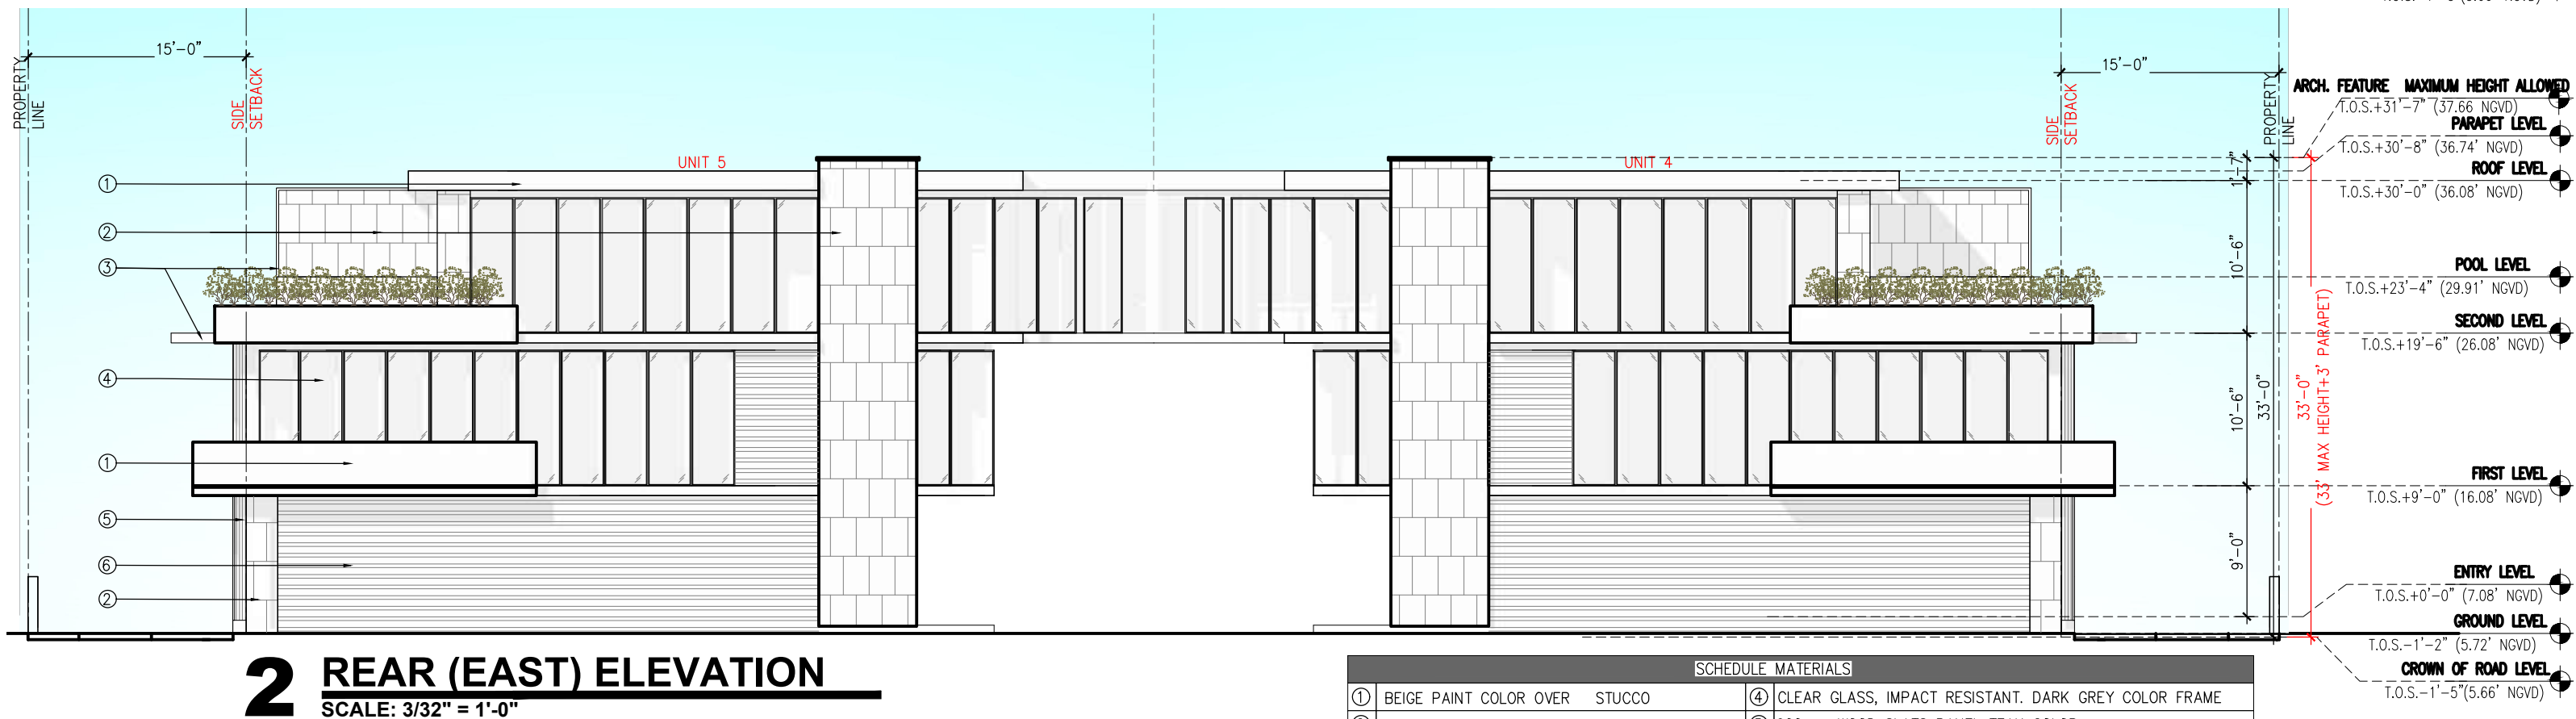 15'-0"
PROPERTY
LINE
SIDE
SETBACK
UNIT 5
UNIT 4
15'-0"
SIDE
SETBACK
PROPERTY
LINE
ARCH. FEATURE MAXIMUM HEIGHT ALLOWED
T.O.S.+31'-7" (37.66 NGVD)
PARAPET LEVEL
T.O.S.+30'-8" (36.74' NGVD)
ROOF LEVEL
T.O.S.+30'-0" (36.08' NGVD)
POOL LEVEL
T.O.S.+23'-4" (29.91' NGVD)
SECOND LEVEL
T.O.S.+19'-6" (26.08' NGVD)
FIRST LEVEL
T.O.S.+9'-0" (16.08' NGVD)
ENTRY LEVEL
T.O.S.+0'-0" (7.08' NGVD)
GROUND LEVEL
T.O.S.-1'-2" (5.72' NGVD)
CROWN OF ROAD LEVEL
T.O.S.-1'-5"(5.66' NGVD)
1'-7"
10'-6"
10'-6"
9'-0"
33'-0"
33'-0"
(33' MAX HEIGHT+3' PARAPET)
1
2
3
4
1
5
6
2
2 REAR (EAST) ELEVATION
SCALE: 3/32" = 1'-0"
SCHEDULE MATERIALS
1 BEIGE PAINT COLOR OVER STUCCO
4 CLEAR GLASS, IMPACT RESISTANT. DARK GREY COLOR FRAME